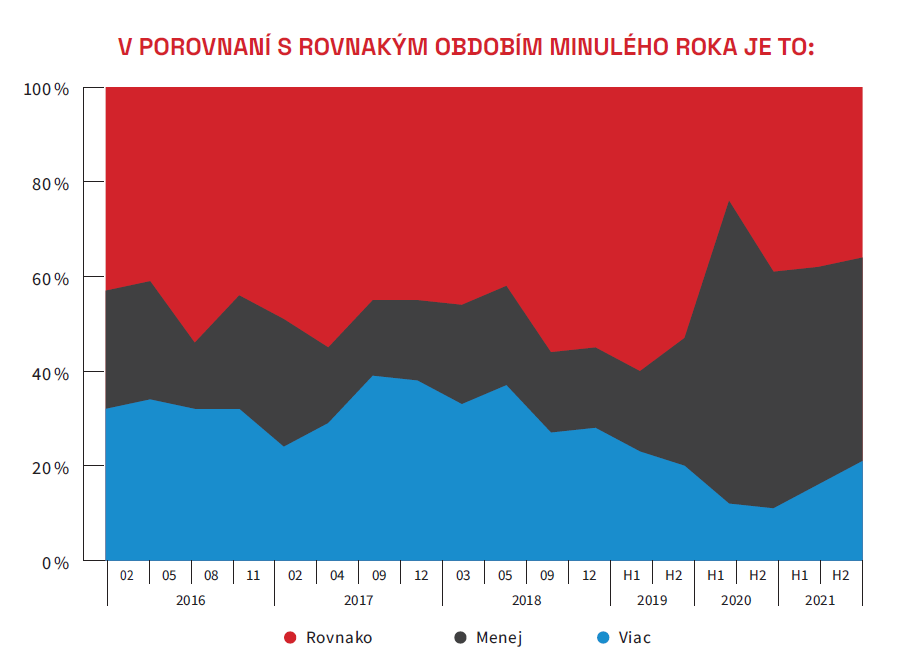 V POROVNANÍ S ROVNAKÝM OBDOBÍM MINULÉHO ROKA JE TO:
100 %
80 %
60 %
40 %
20 %
0 %
02 05 08 11 02 04 09 12 03 05 09 12 H1 H2 H1 H2 H1 H2
2016 2017 2018 2019 2020 2021
Rovnako Menej Viac